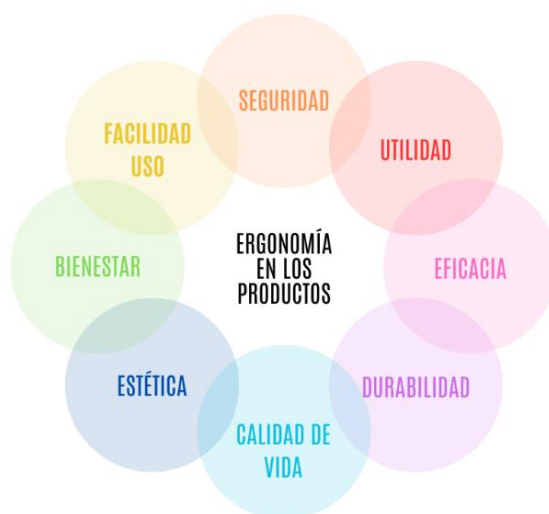 SEGURIDAD
UTILIDAD
EFICACIA
DURABILIDAD
CALIDAD DE
VIDA
ESTÉTICA
BIENESTAR
FACILIDAD
USO
ERGONOMÍA
EN LOS
PRODUCTOS